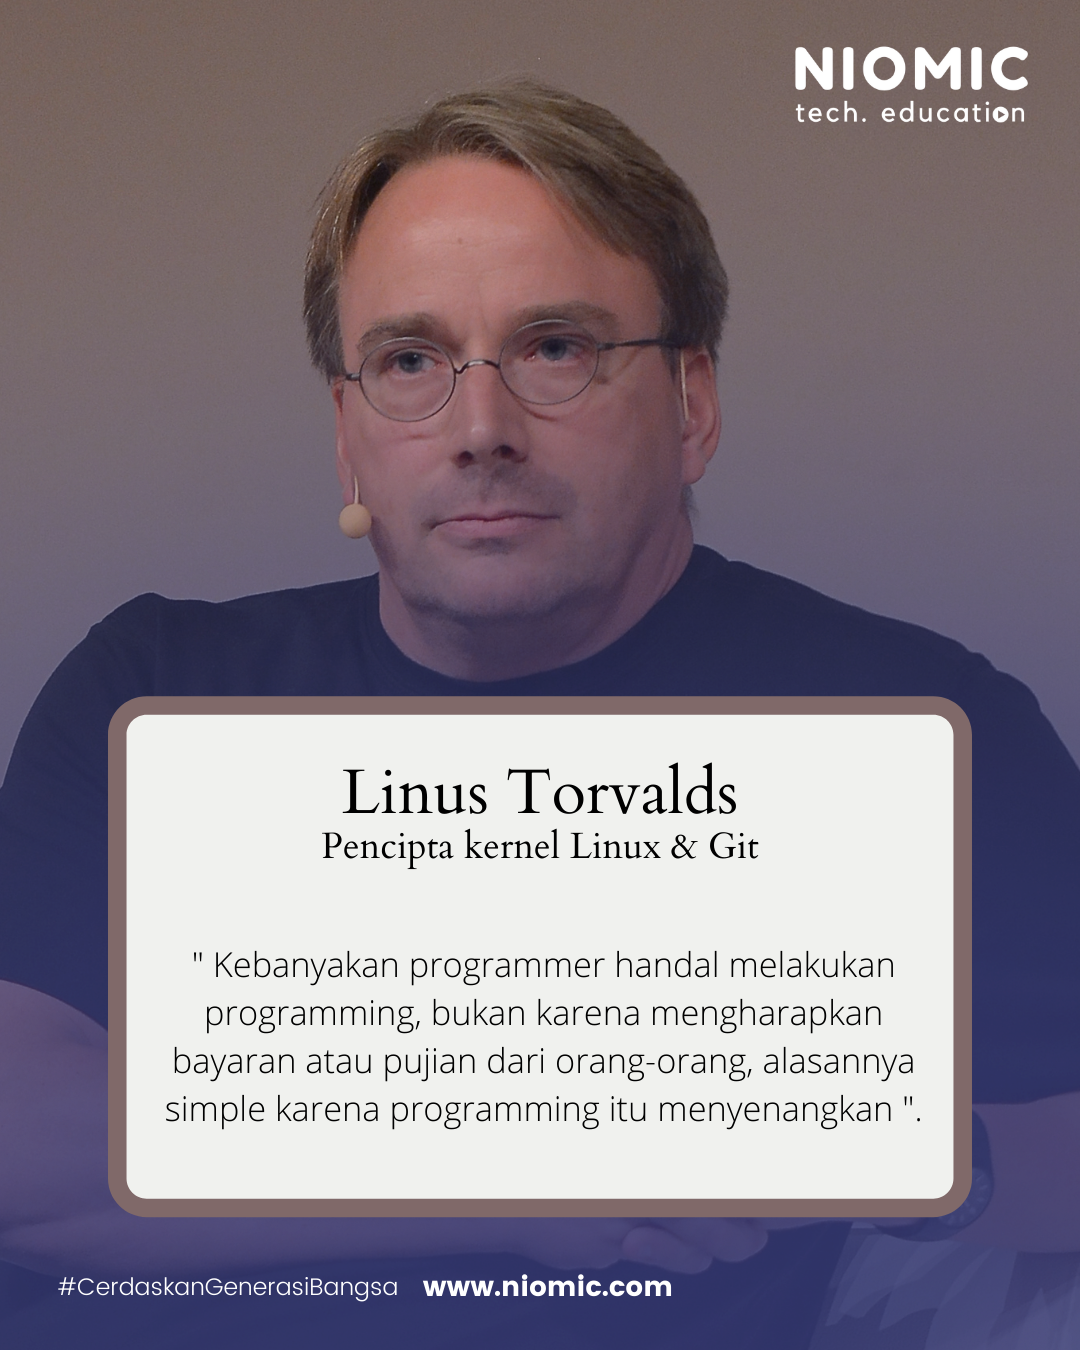 NIOMIC
tech. education
Linus Torvalds
Pencipta kernel Linux & Git
" Kebanyakan programmer handal melakukan
programming, bukan karena mengharapkan
bayaran atau pujian dari orang-orang, alasannya
simple karena programming itu menyenangkan ".
#CerdaskanGenerasiBangsa www.niomic.com